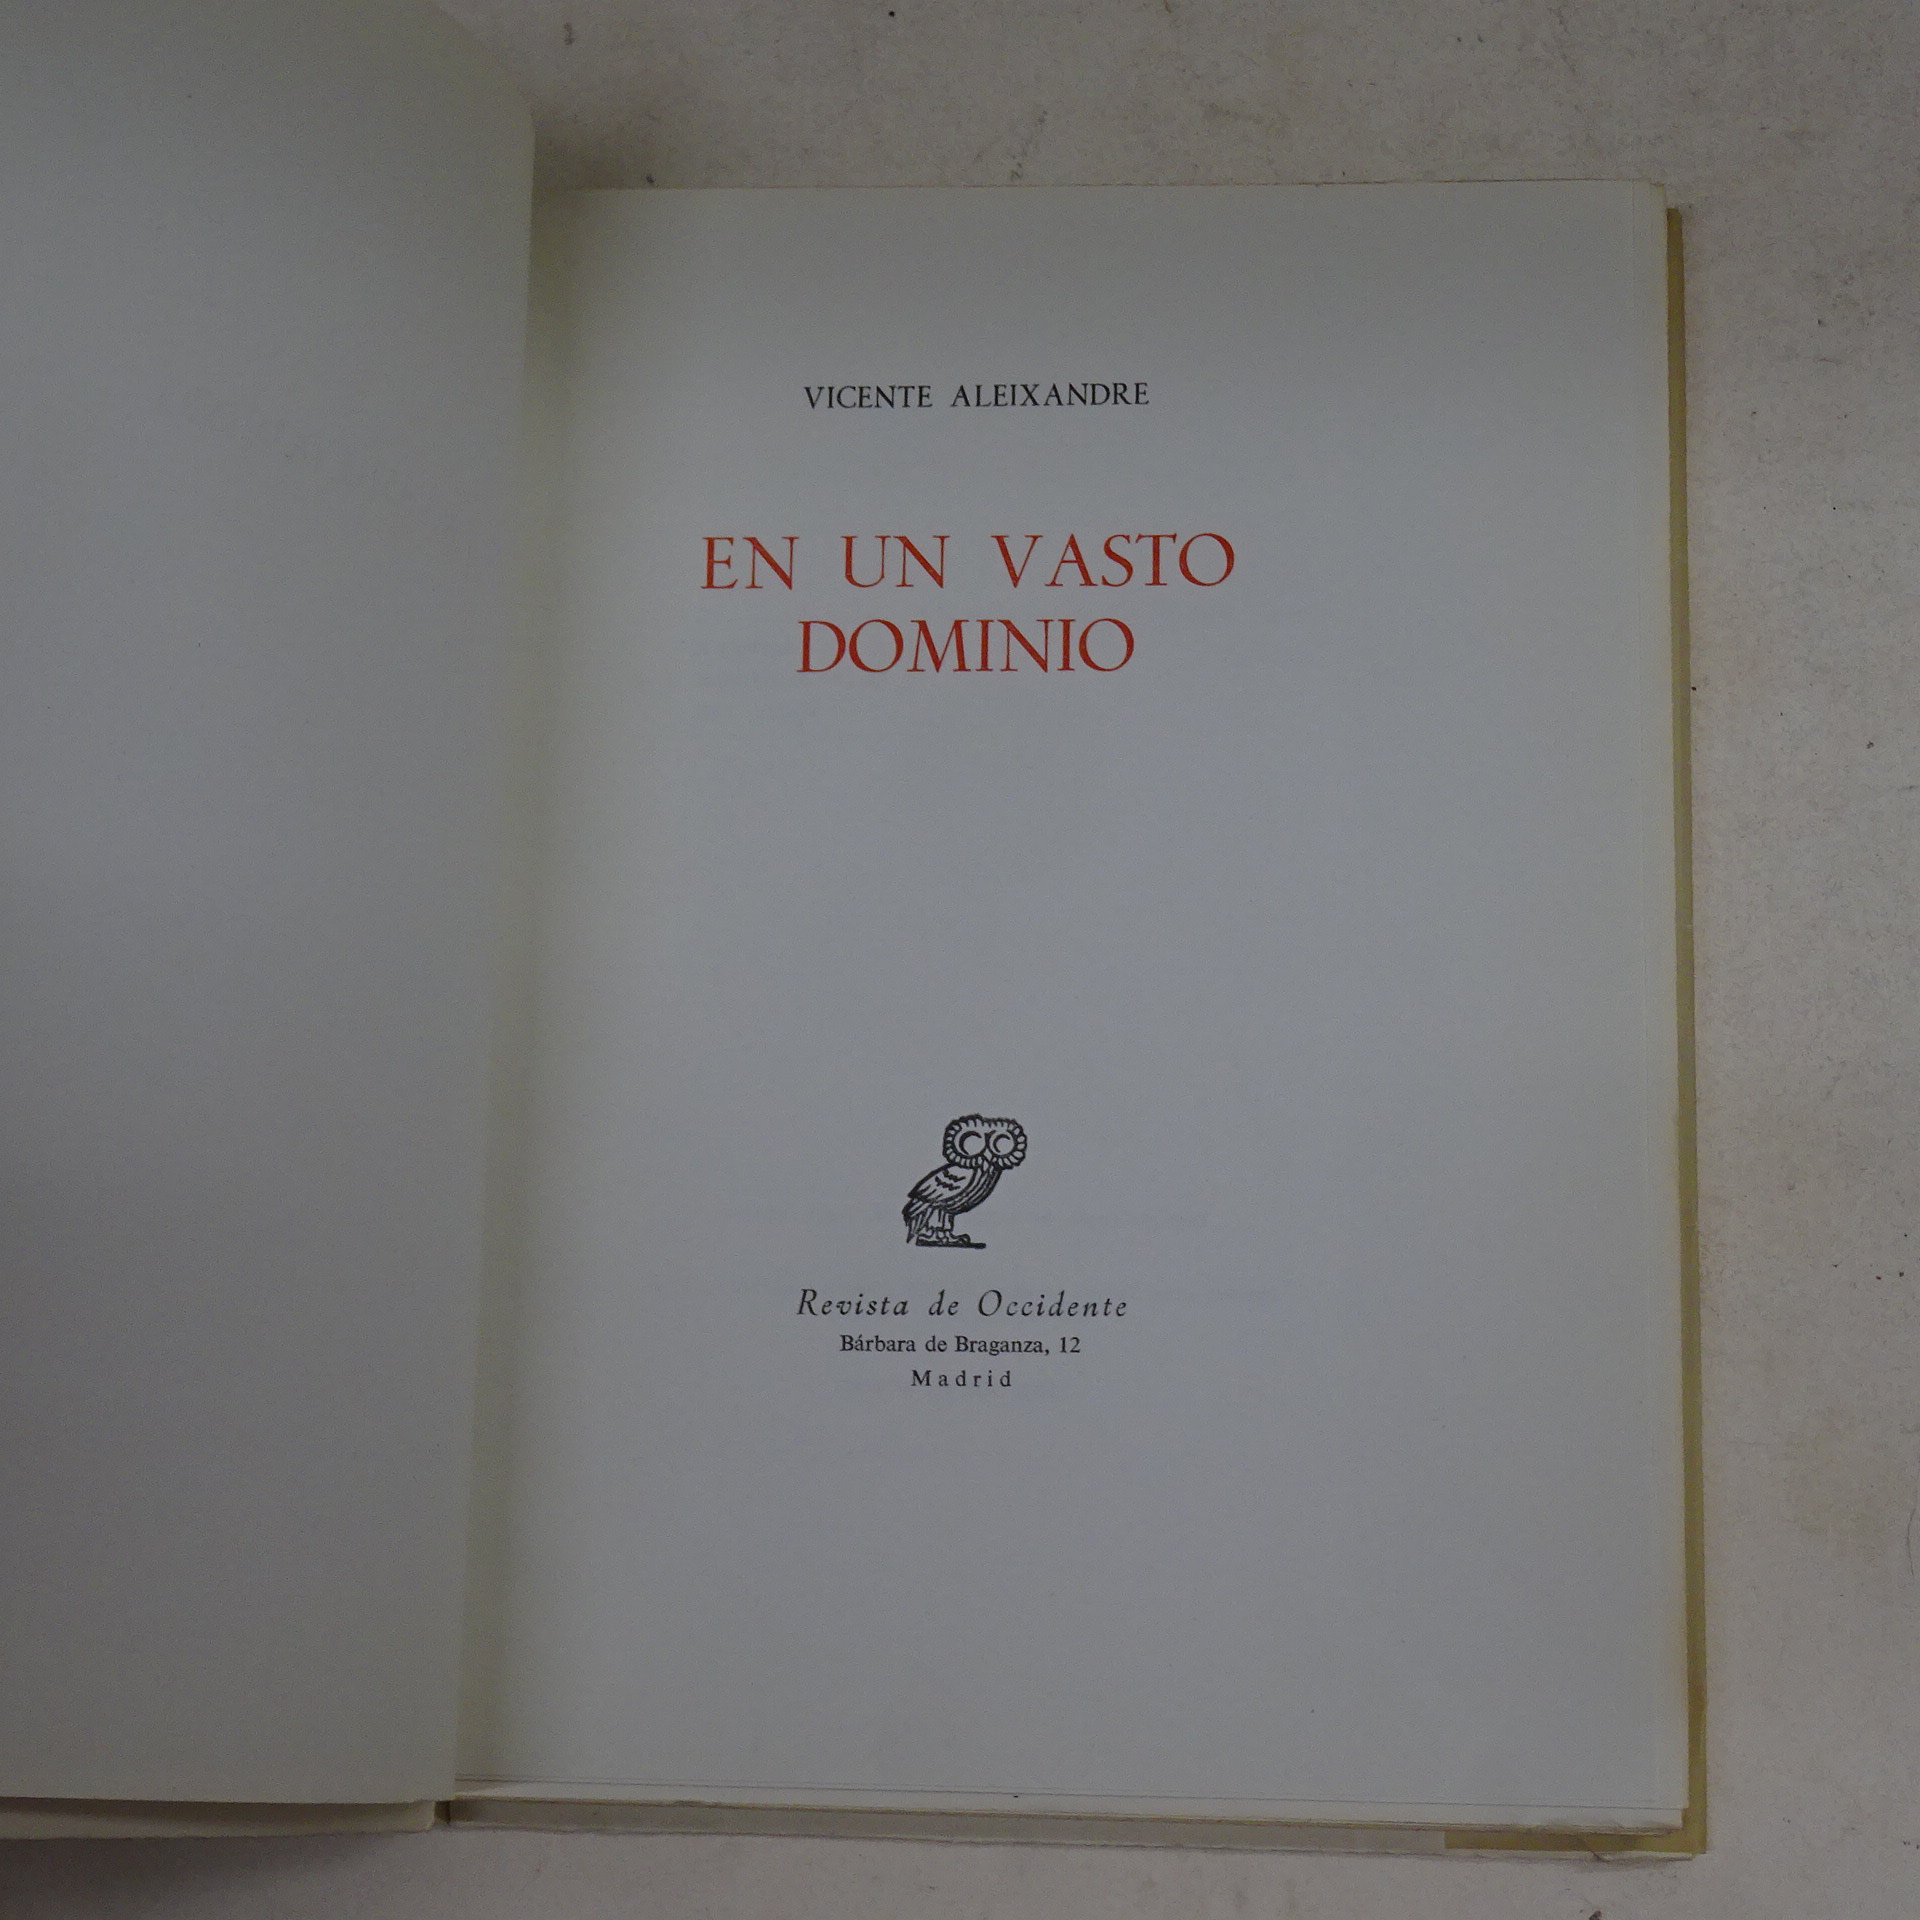 VICENTE ALEIXANDRE
EN UN VASTO
DOMINIO
Revista de Occidente
Bárbara de Braganza, 12
Madrid